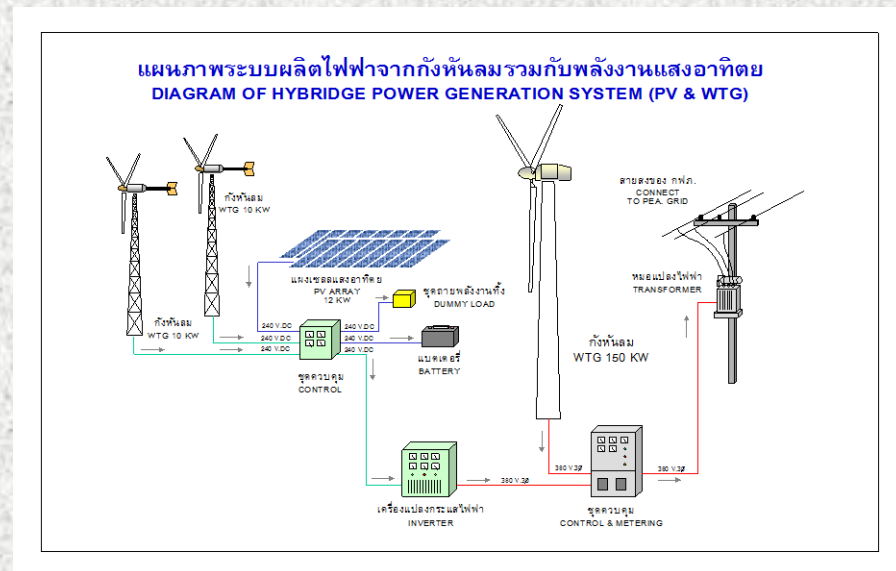 แผนภาพระบบผลิตไฟฟ้าจากกังหันลมรวมกับพลังงานแสงอาทิตย
DIAGRAM OF HYBRIDGE POWER GENERATION SYSTEM (PV & WTG)
กังหันลม
WTG 10 KW
สายสงของ กฟภ.
CONNECT
TO PEA. GRID
แผงเซลลแสงอาทิตย
PV ARRAY
12 KW
ชุดถายพลังงานทิ้ง
DUMMY LOAD
หมอแปลงไฟฟา
TRANSFORMER
กังหันลม
WTG 10 KW
240 V.DC
240 V.DC
240 V.DC
240 V.DC
240 V.DC
240 V.DC
แบตเตอรี่
BATTERY
กังหันลม
WTG 150 KW
ชุดควบคุม
CONTROL
380 V.3Ø
380 V.3Ø
380 V.3Ø
เครื่องแปลงกระแสไฟฟา
INVERTER
ชุดควบคุม
CONTROL & METERING